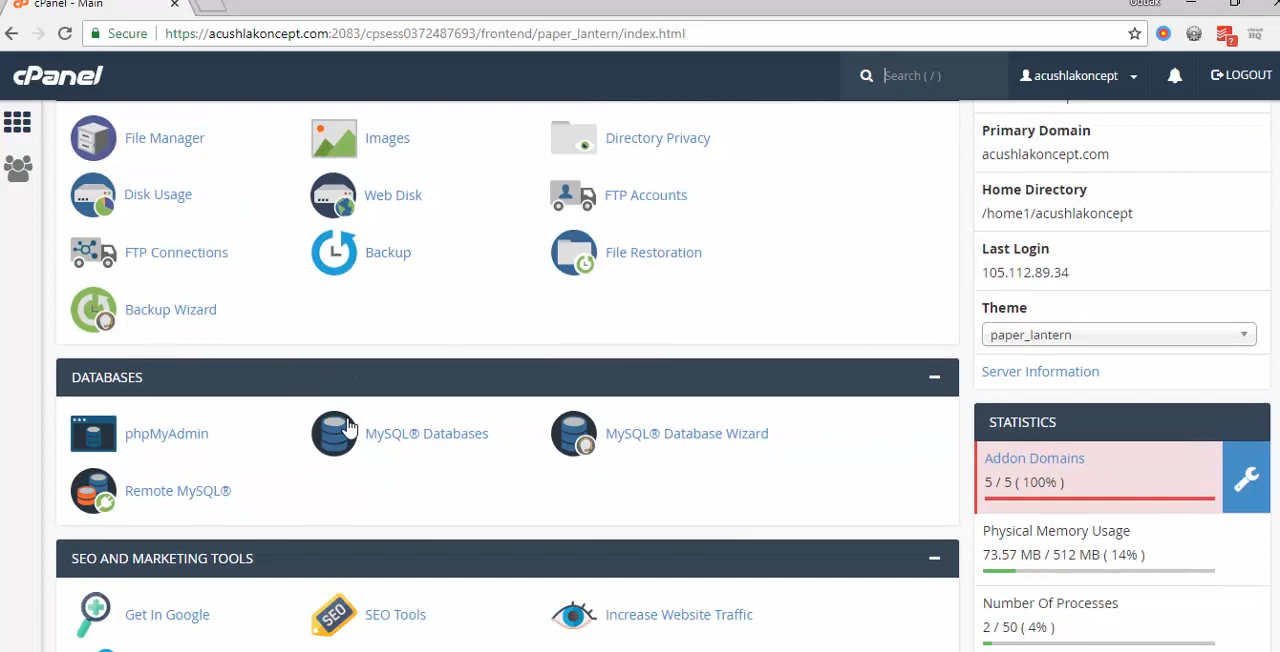 cPanel - Main
Secure
https://acushlakoncept.com:2083/cpsess0372487693/frontend/paper_lantern/index.html
cPanel
Search ( / )
acushlakoncept
LOGOUT
File Manager
Images
Directory Privacy
Disk Usage
Web Disk
FTP Accounts
FTP Connections
Backup
File Restoration
Backup Wizard
DATABASES
phpMyAdmin
MySQL® Databases
MySQL® Database Wizard
Remote MySQL®
SEO AND MARKETING TOOLS
Get In Google
SEO
SEO Tools
Increase Website Traffic
Primary Domain
acushlakoncept.com
Home Directory
/home1/acushlakoncept
Last Login
105.112.89.34
Theme
paper_lantern
Server Information
STATISTICS
Addon Domains
5 / 5 ( 100% )
Physical Memory Usage
73.57 MB / 512 MB ( 14% )
Number Of Processes
2 / 50 ( 4% )